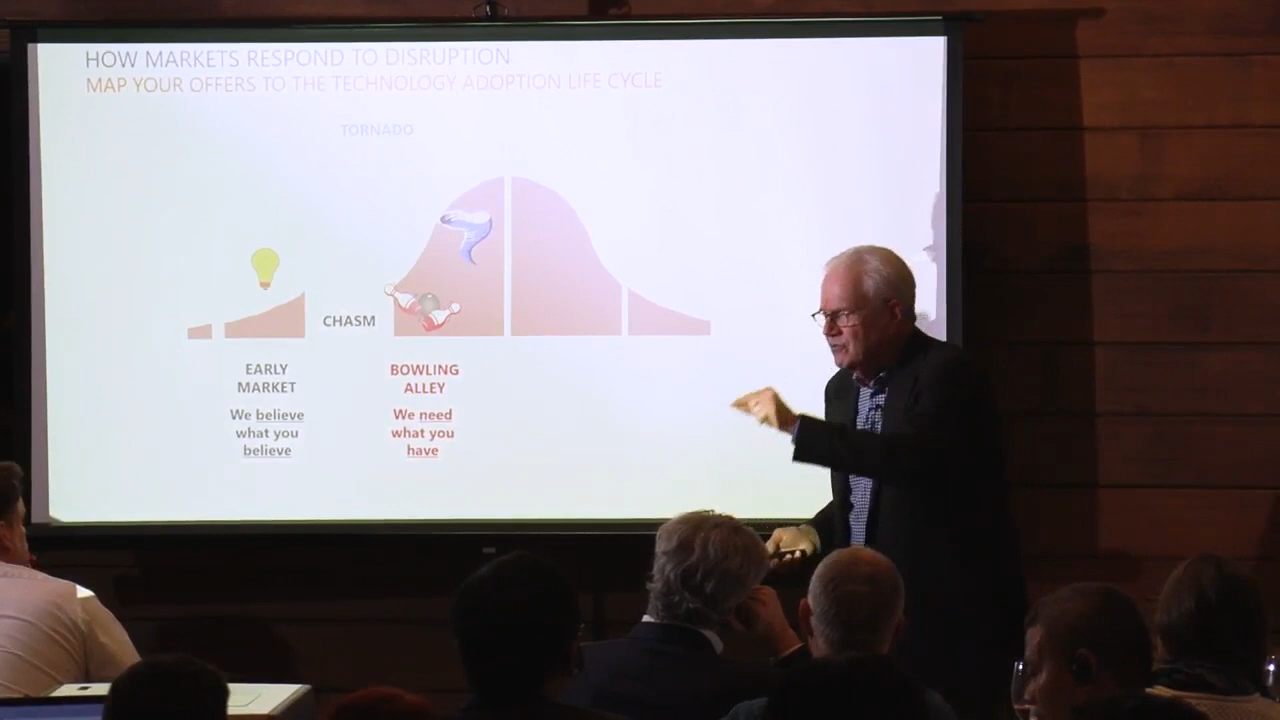 HOW MARKETS RESPOND TO DISRUPTION
MAP YOUR OFFERS TO THE TECHNOLOGY ADOPTION LIFE CYCLE
TORNADO
CHASM
EARLY
MARKET
We believe
what you
believe
BOWLING
ALLEY
We need
what you
have